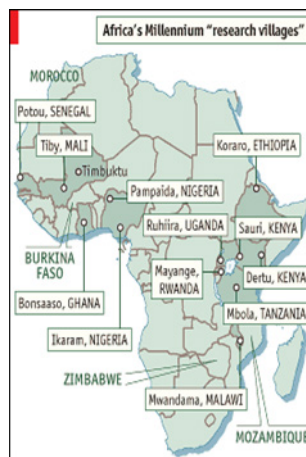 Africa's Millennium "research villages"
MOROCCO
Potou, SENEGAL
Tiby, MALI
Timbuktu
Koraro, ETHIOPIA
Pampaida, NIGERIA
Ruhiira, UGANDA
Sauri, KENYA
BURKINA
FASO
Mayange,
RWANDA
Dertu, KENYA
Bonsaaso, GHANA
Mbola, TANZANIA
Ikaram, NIGERIA
ZIMBABWE
Mwandama, MALAWI
MOZAMBIQUE